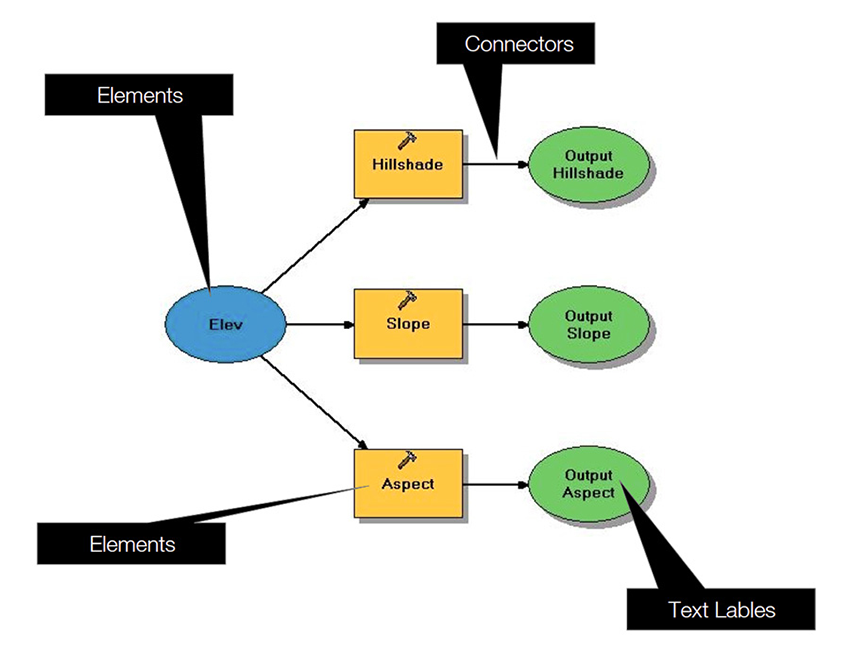 Connectors
Elements
Hillshade
Output
Hillshade
Elev
Slope
Output
Slope
Aspect
Output
Aspect
Elements
Text Lables